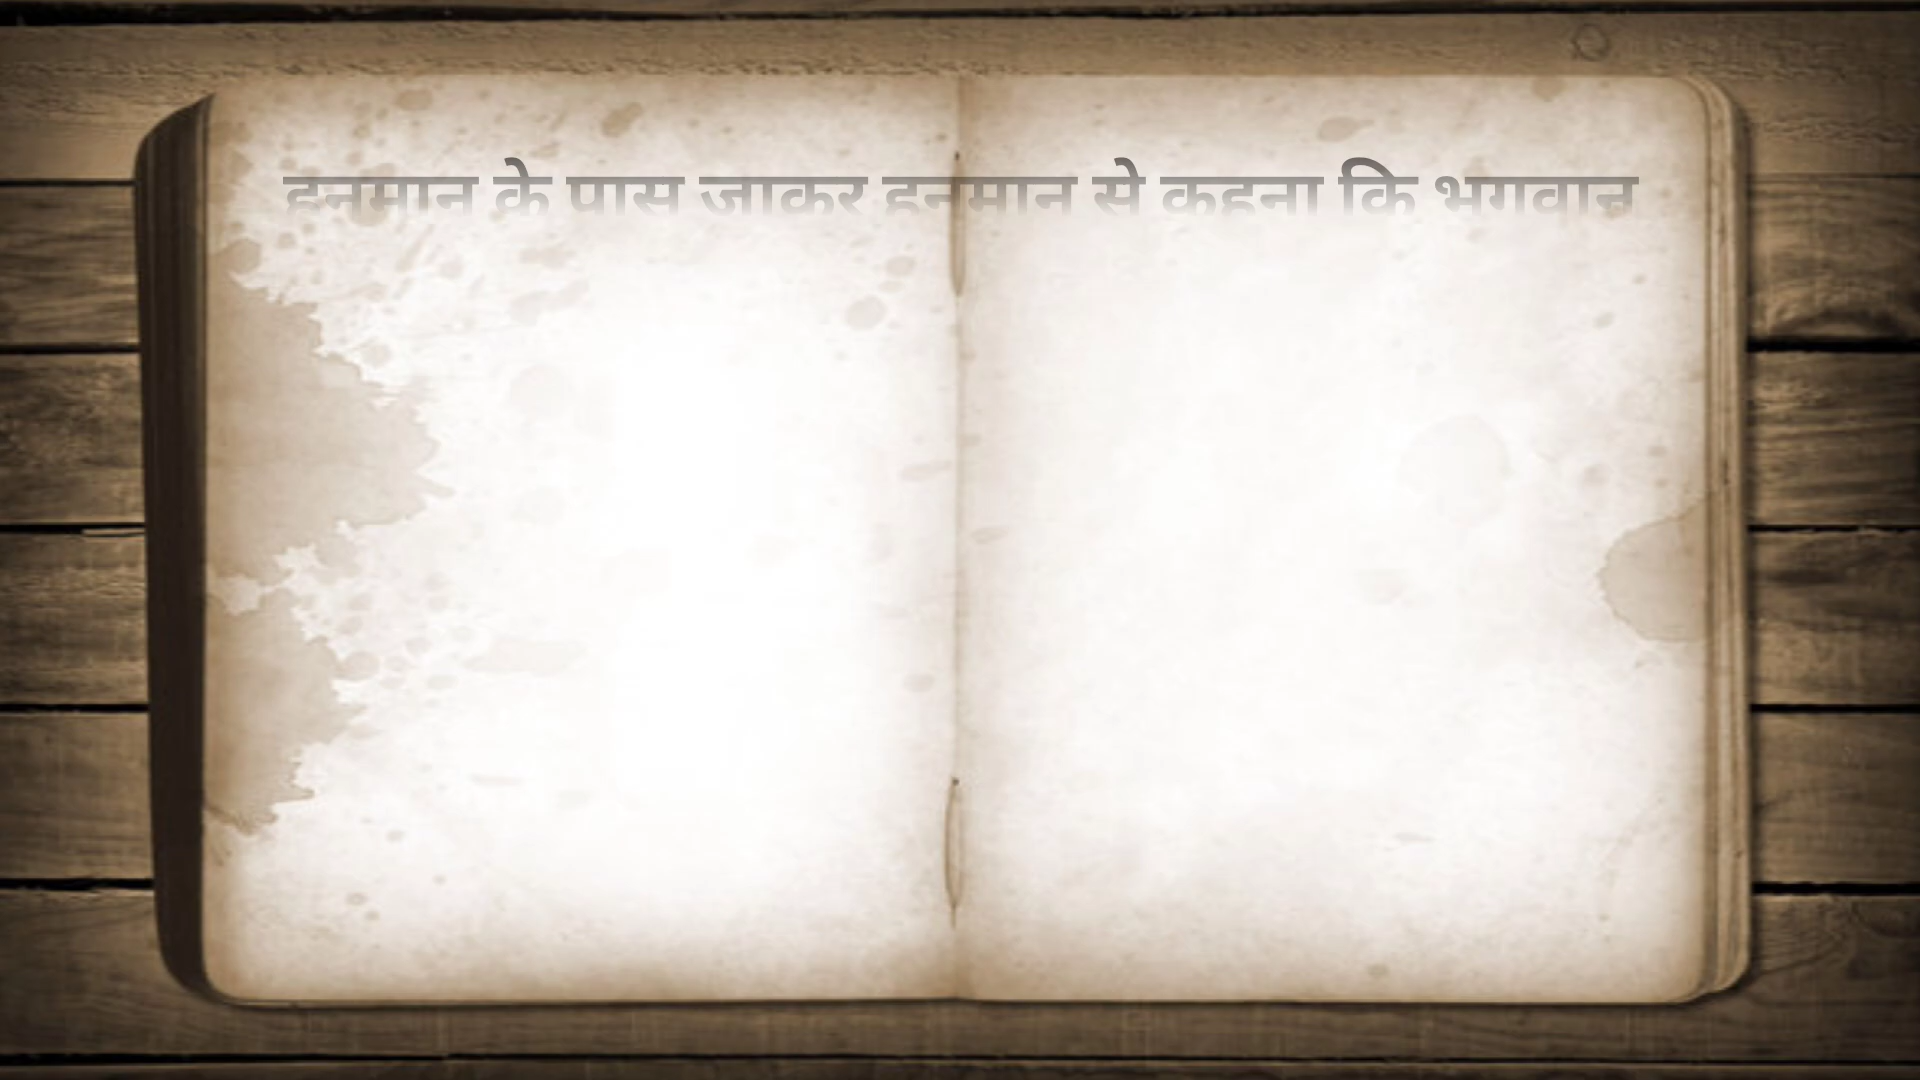 हनुमान के पास जाकर हनुमान से कहना कि भगवान